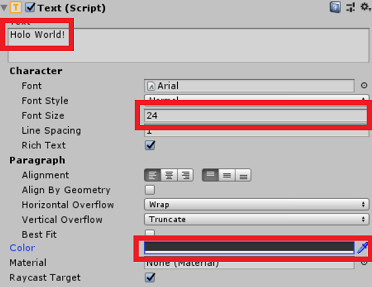 Text (Script)
Text
Holo World!
Character
Font Arial
Font Style Normal
Font Size 24
Line Spacing 1
Rich Text
Paragraph
Alignment
Align By Geometry
Horizontal Overflow Wrap
Vertical Overflow Truncate
Best Fit
Color
Material None (Material)
Raycast Target